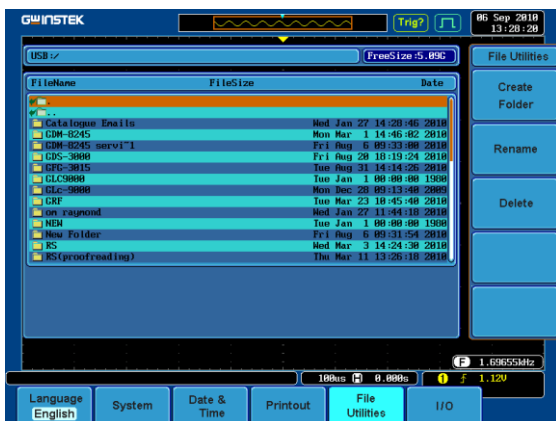 GWINSTEK
Trig?
06 Sep 2010
13:28:20
USB:/
FreeSize:5.09G
File Utilities
FileName FileSize Date
.
..
Catalogue Emails Wed Jan 27 14:28:46 2010
GDM-8245 Mon Mar 1 14:46:02 2010
GDM-8245 servi~1 Fri Aug 6 09:33:00 2010
GDS-3000 Fri Aug 20 18:19:24 2010
GFG-3015 Tue Aug 31 14:14:26 2010
GLC9000 Tue Jan 1 00:00:00 1980
GLc-9000 Mon Dec 28 09:13:40 2009
GRF Tue Mar 23 10:45:40 2010
om raymond Wed Jan 27 11:44:18 2010
NEW Tue Jan 1 00:00:00 1980
New Folder Fri Aug 6 09:31:54 2010
RS Wed Mar 3 14:24:30 2010
RS(proofreading) Thu Mar 11 13:26:18 2010
Create
Folder
Rename
Delete
F 1.69655kHz
100us H 0.000s
1 1.12V
Language
English
System
Date &
Time
Printout
File
Utilities
I/O